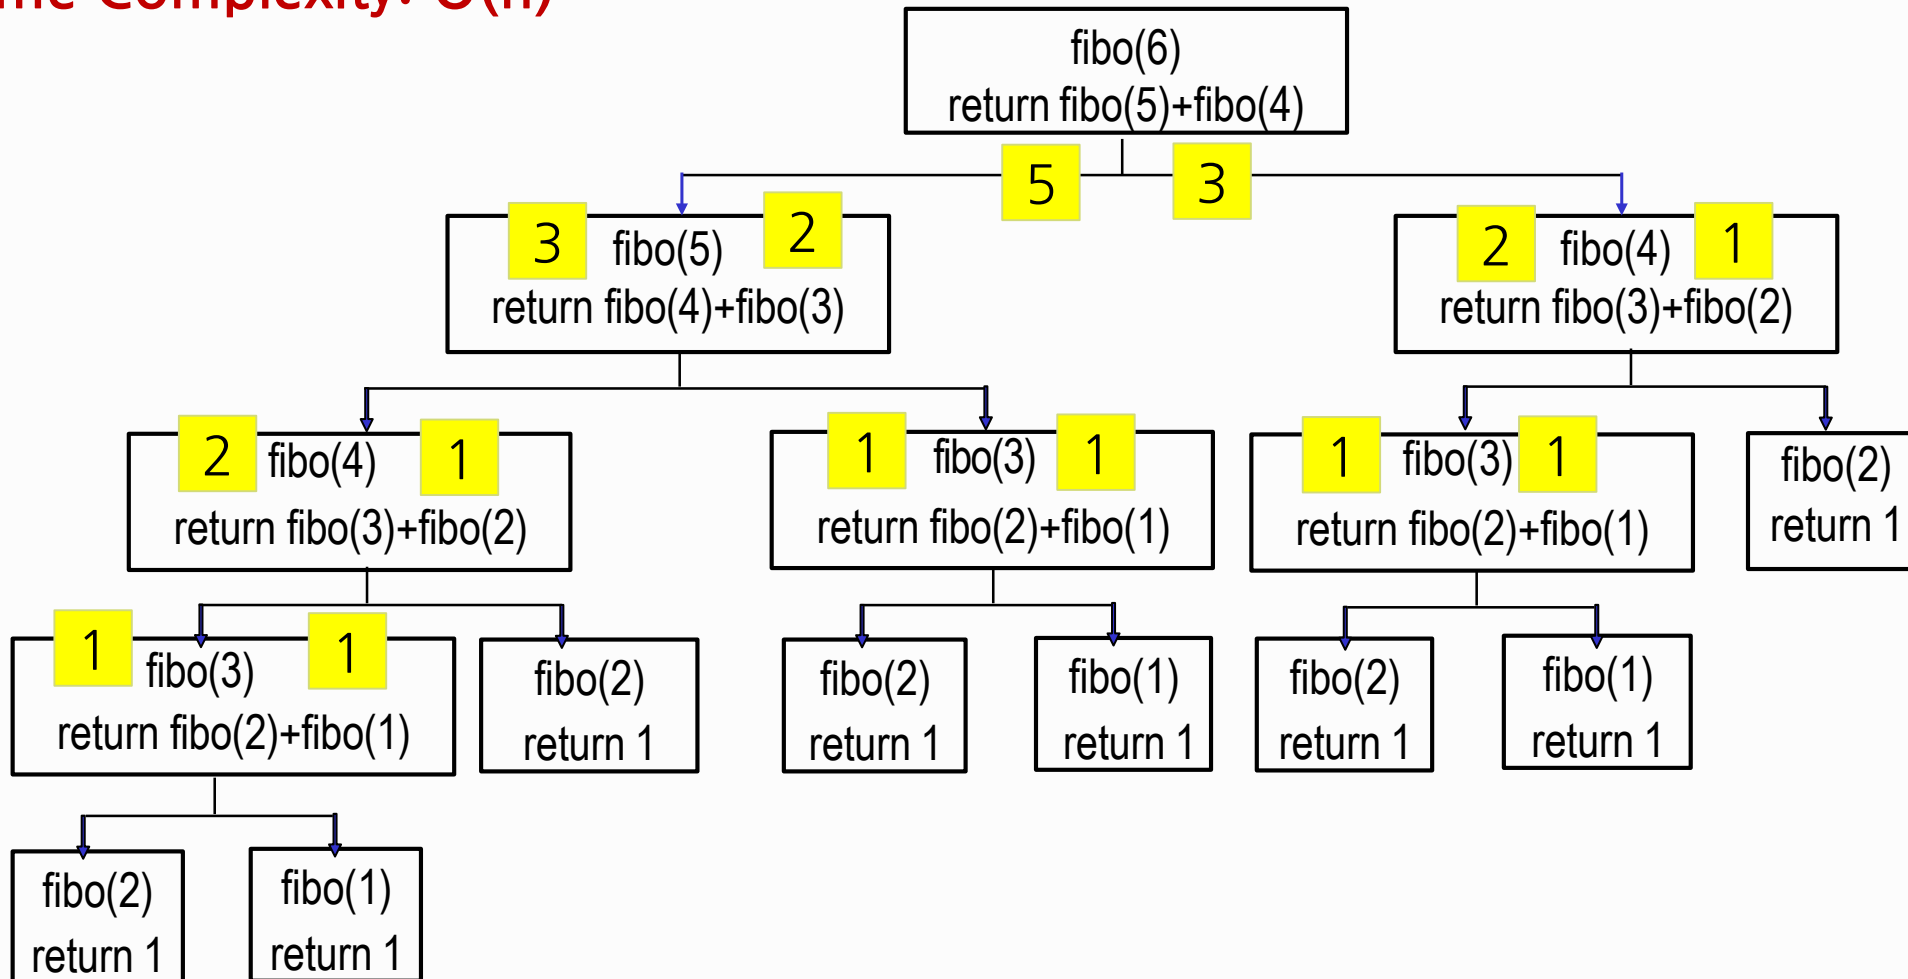 Complexity: O(n)
fibo(6)
return fibo(5)+fibo(4)
5 3
3 fibo(5) 2
return fibo(4)+fibo(3)
2 fibo(4) 1
return fibo(3)+fibo(2)
2 fibo(4) 1
return fibo(3)+fibo(2)
1 fibo(3) 1
return fibo(2)+fibo(1)
1 fibo(3) 1
return fibo(2)+fibo(1)
fibo(2)
return 1
1 fibo(3) 1
return fibo(2)+fibo(1)
fibo(2)
return 1
fibo(2)
return 1
fibo(1)
return 1
fibo(2)
return 1
fibo(1)
return 1
fibo(2)
return 1
fibo(1)
return 1